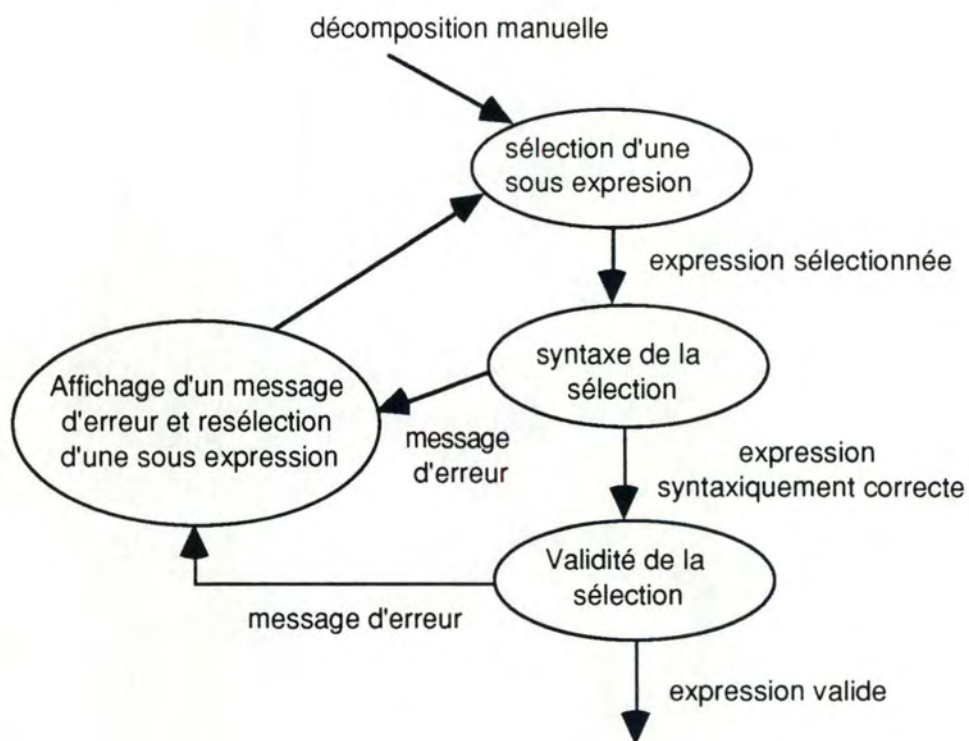 décomposition manuelle
sélection d'une
sous expresion
expression sélectionnée
syntaxe de la
sélection
Affichage d'un message
d'erreur et resélection
d'une sous expression
message
d'erreur
expression
syntaxiquement correcte
Validité de la
sélection
message d'erreur
expression valide